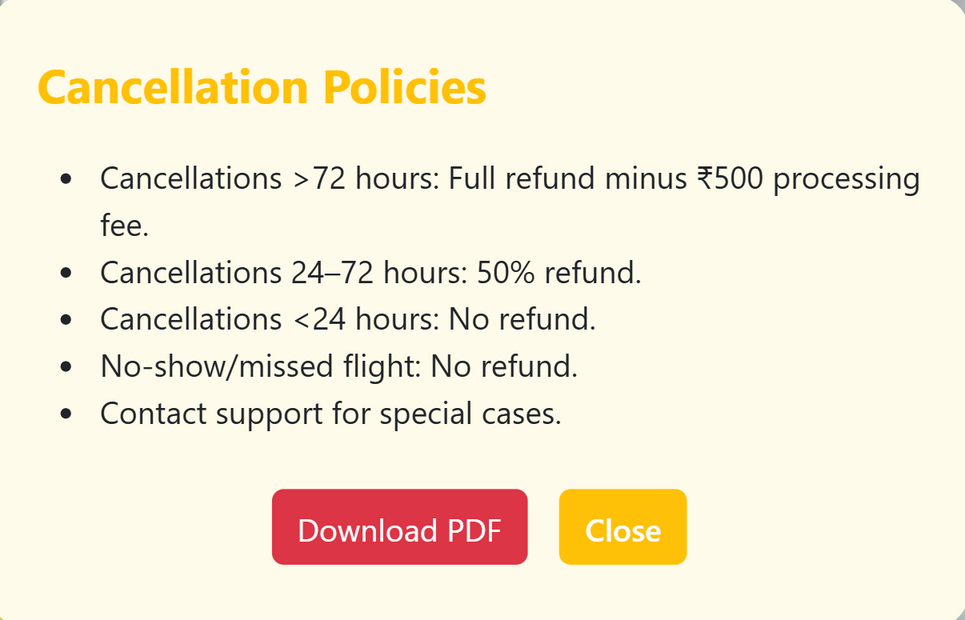 Cancellation Policies
• Cancellations >72 hours: Full refund minus ₹500 processing
fee.
• Cancellations 24–72 hours: 50% refund.
• Cancellations <24 hours: No refund.
• No-show/missed flight: No refund.
• Contact support for special cases.
Download PDF
Close